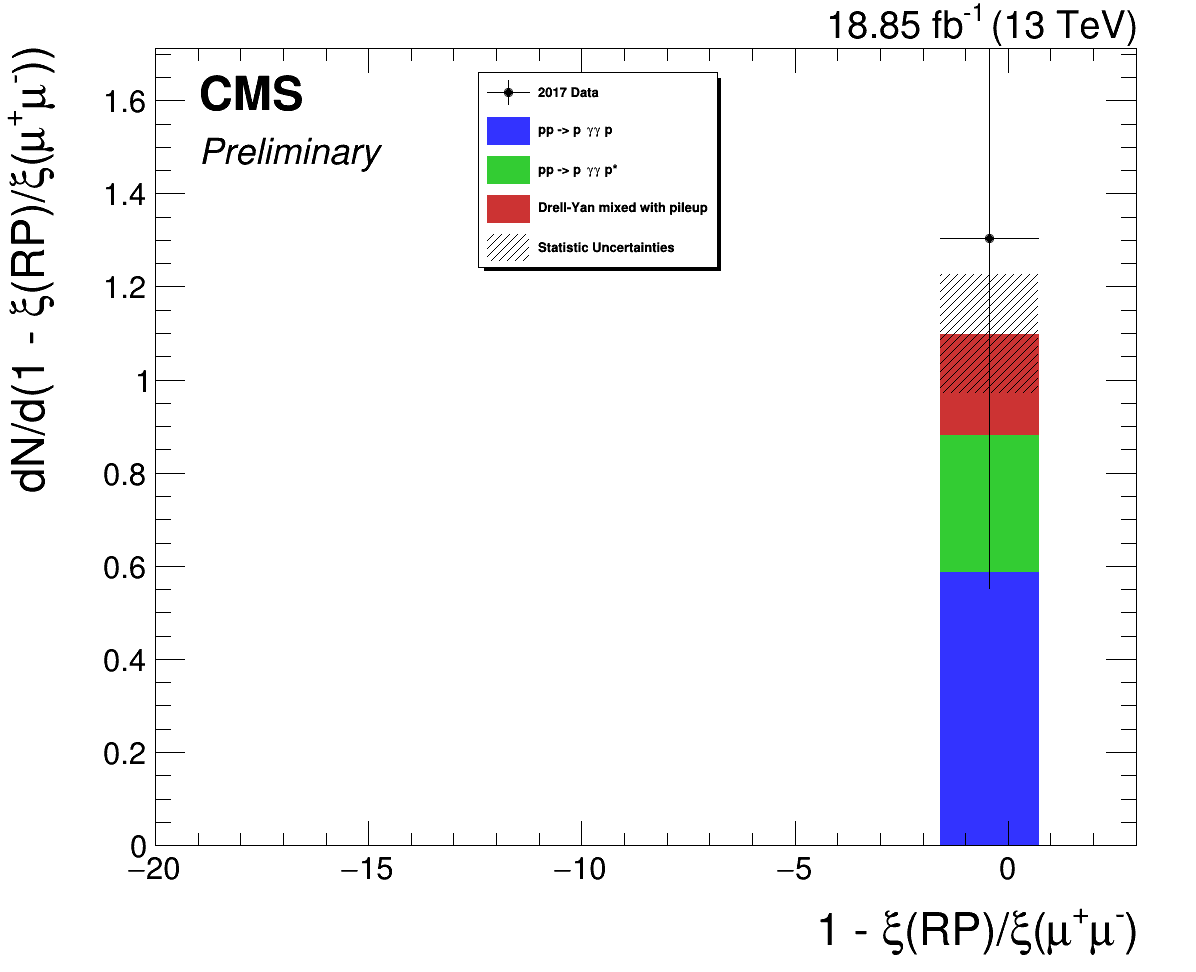 18.85 fb⁻¹ (13 TeV)
CMS
Preliminary
2017 Data
pp -> p γγ p
pp -> p γγ p*
Drell-Yan mixed with pileup
Statistic Uncertainties
dN/d(1 - ξ(RP)/ξ(μ⁺μ⁻))
1.6
1.4
1.2
1
0.8
0.6
0.4
0.2
0
−20 −15 −10 −5 0
1 - ξ(RP)/ξ(μ⁺μ⁻)